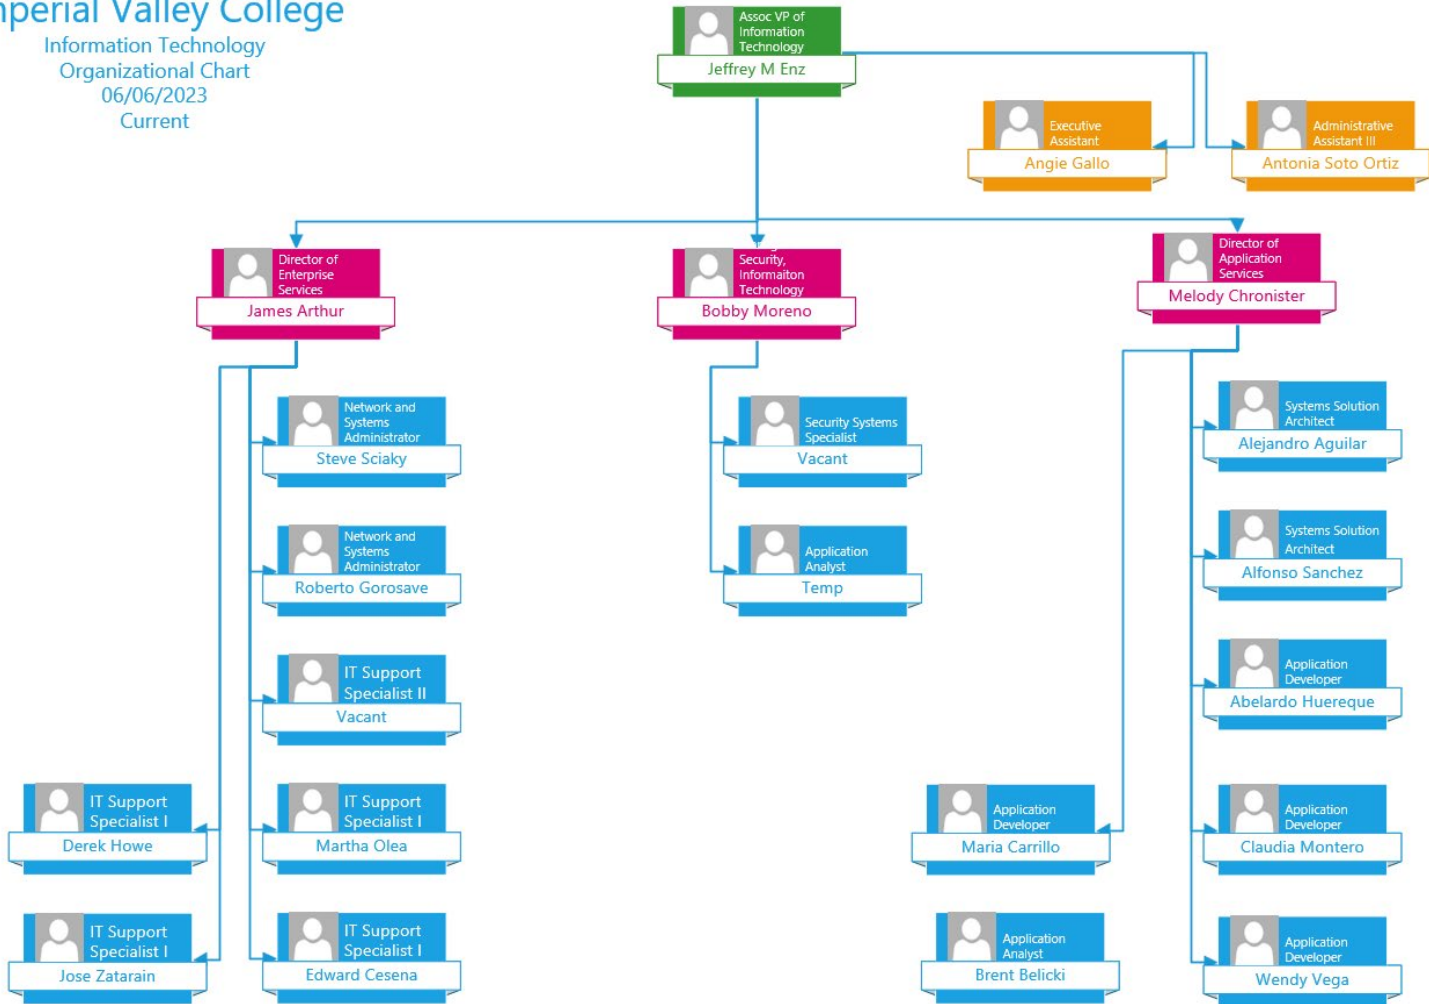 mperial Valley College
Information Technology
Organizational Chart
06/06/2023
Current
Assoc VP of
Information
Technology
Jeffrey M Enz
Executive
Assistant
Angie Gallo
Administrative
Assistant III
Antonia Soto Ortiz
Director of
Enterprise
Services
James Arthur
Security,
Informaiton
Technology
Bobby Moreno
Director of
Application
Services
Melody Chronister
Network and
Systems
Administrator
Steve Sciaky
Security Systems
Specialist
Vacant
Systems Solution
Architect
Alejandro Aguilar
Network and
Systems
Administrator
Roberto Gorosave
Application
Analyst
Temp
Systems Solution
Architect
Alfonso Sanchez
IT Support
Specialist II
Vacant
Application
Developer
Abelardo Huereque
IT Support
Specialist I
Derek Howe
IT Support
Specialist I
Martha Olea
Application
Developer
Maria Carrillo
Application
Developer
Claudia Montero
IT Support
Specialist I
Jose Zatarain
IT Support
Specialist I
Edward Cesena
Application
Analyst
Brent Belicki
Application
Developer
Wendy Vega